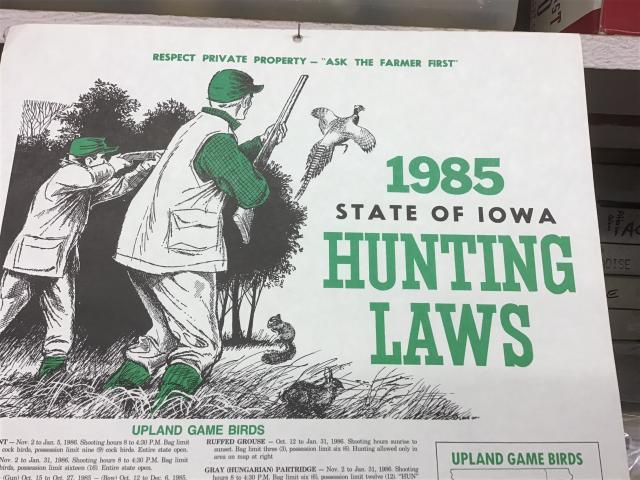 RESPECT PRIVATE PROPERTY — "ASK THE FARMER FIRST"
1985
STATE OF IOWA
HUNTING
LAWS
UPLAND GAME BIRDS
NT — Nov. 2 to Jan. 5, 1986. Shooting hours 8 to 4:30 P.M. Bag limit
cock birds, possession limit nine (9) cock birds. Entire state open.
Nov. 2 to Jan. 31, 1986. Shooting hours 8 to 4:30 P.M. Bag limit
birds, possession limit sixteen (16). Entire state open.
(Gun) Oct. 15 to Oct. 27, 1985 — (Bow) Oct. 12 to Dec. 6, 1985.
RUFFED GROUSE — Oct. 12 to Jan. 31, 1986. Shooting hours sunrise to
sunset. Bag limit three (3), possession limit six (6). Hunting allowed only in
area on map at right
GRAY (HUNGARIAN) PARTRIDGE — Nov. 2 to Jan. 31, 1986. Shooting
hours 8 to 4:30 P.M. Bag limit six (6), possession limit twelve (12). "HUN"
UPLAND GAME BIRDS